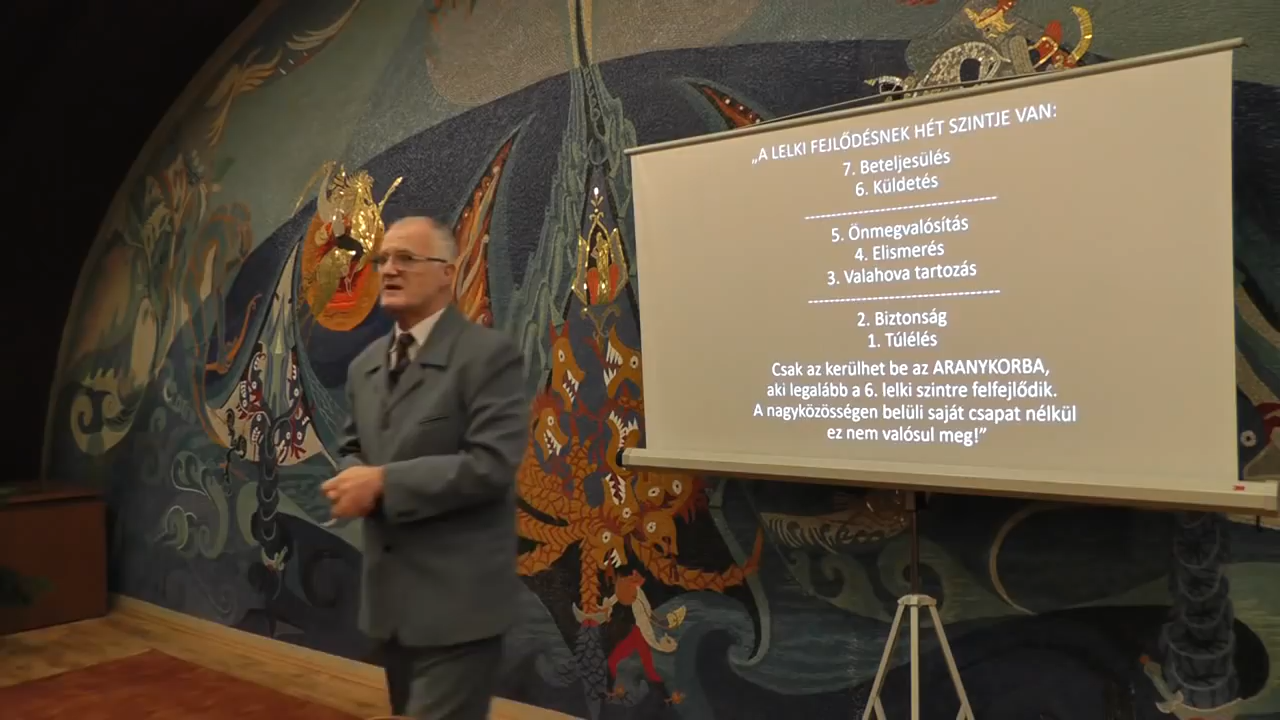 „A LELKI FEJLŐDÉSNEK HÉT SZINTJE VAN:
7. Beteljesülés
6. Küldetés
------------------------------------
5. Önmegvalósítás
4. Elismerés
3. Valahova tartozás
------------------------------------
2. Biztonság
1. Túlélés
Csak az kerülhet be az ARANYKORBA,
aki legalább a 6. lelki szintre felfejlődik.
A nagyközösségen belüli saját csapat nélkül
ez nem valósul meg!”